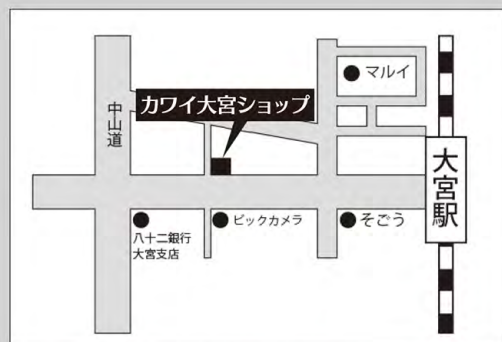 マルイ
カワイ大宮ショップ
中山道
大宮駅
八十二銀行
大宮支店
ビックカメラ
そごう